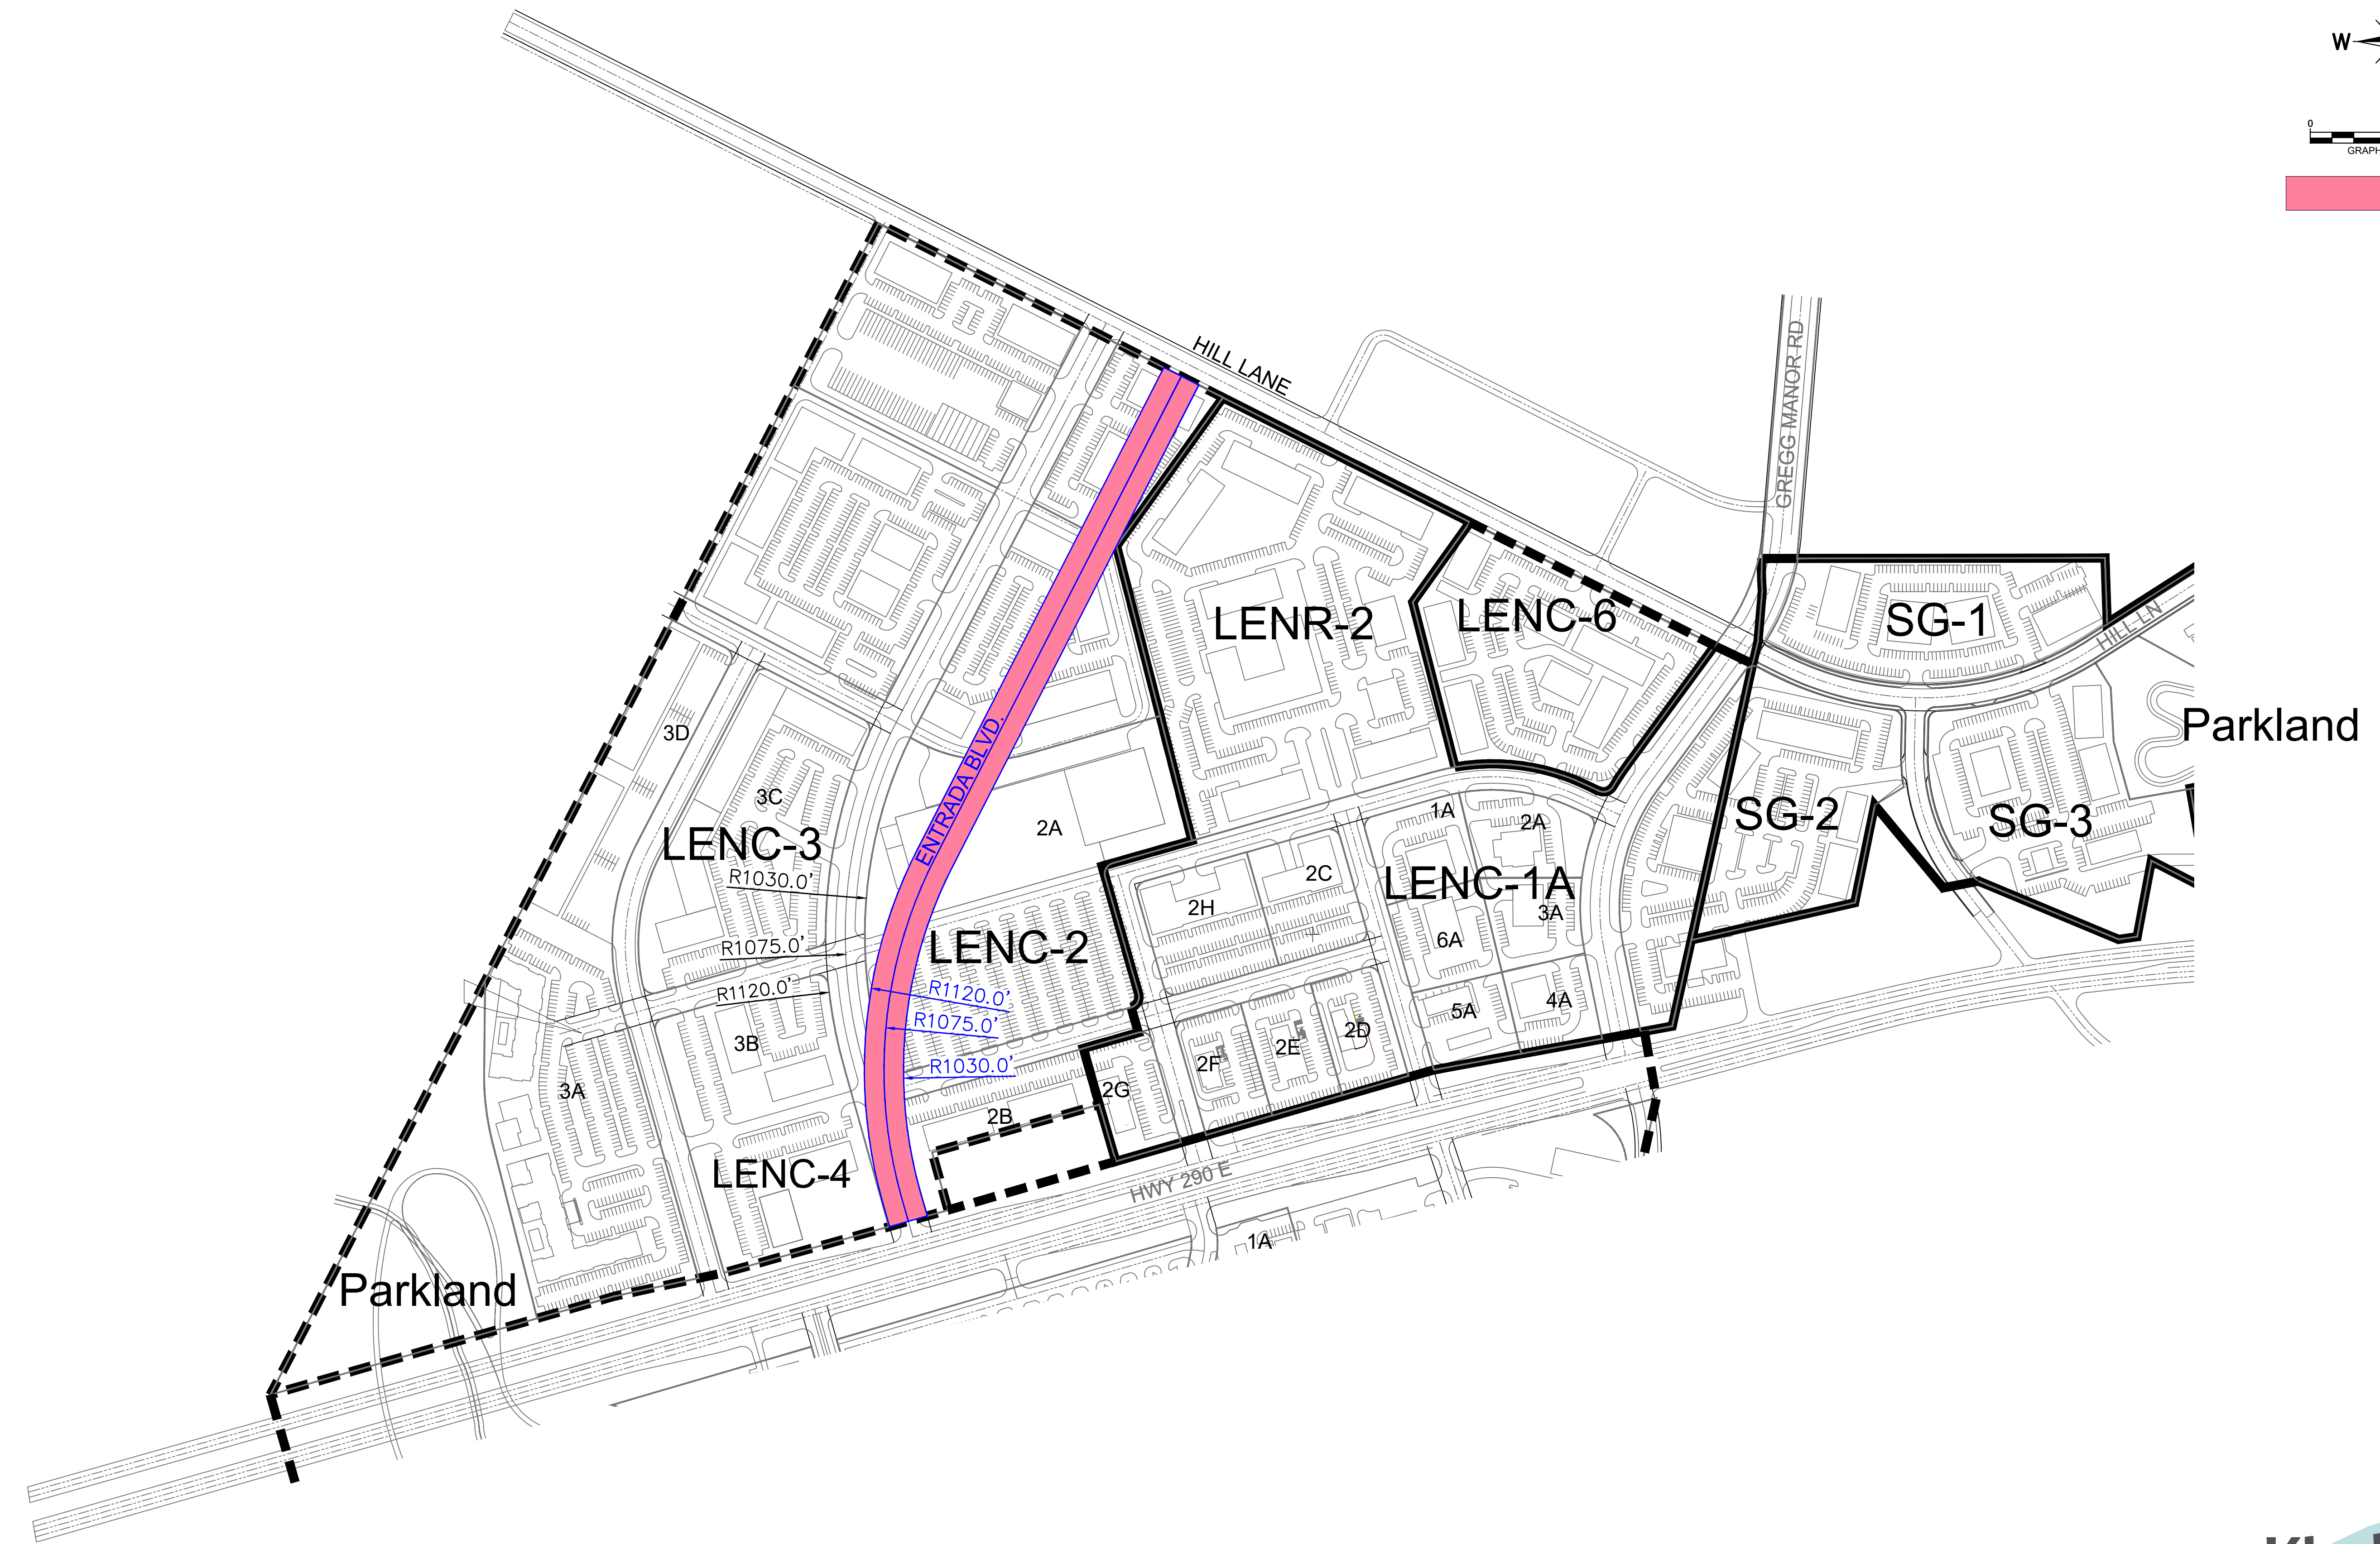 W
0
GRAPH
HILL LANE
GREGG MANOR RD
LENR-2
LENC-6
SG-1
HILL LN
Parkland
3D
ENTRADA BLVD.
3C
LENC-3
2A
1A
2A
SG-2
SG-3
R1030.0'
2C
LENC-1A
2H
3A
R1075.0'
LENC-2
6A
R1120.0'
R1120.0'
R1075.0'
5A
4A
3B
2E
2D
2F
R1030.0'
3A
2G
2B
LENC-4
HWY 290 E
1A
Parkland